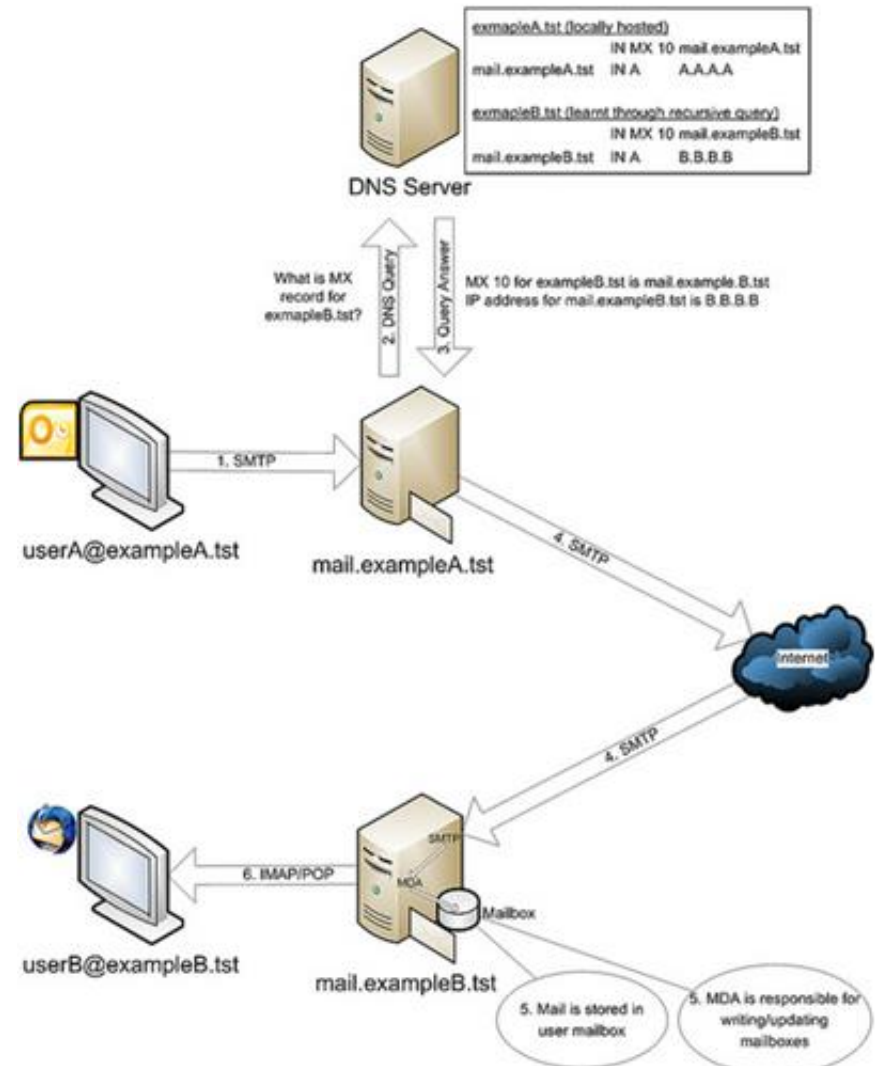 exmapleA.tst (locally hosted)
IN MX 10 mail.exampleA.tst
mail.exampleA.tst IN A A.A.A.A
exmapleB.tst (learnt through recursive query)
IN MX 10 mail.exampleB.tst
mail.exampleB.tst IN A B.B.B.B
DNS Server
What is MX
record for
exmapleB.tst?
2. DNS Query
3. Query Answer
MX 10 for exampleB.tst is mail.example.B.tst
IP address for mail.exampleB.tst is B.B.B.B
1. SMTP
userA@exampleA.tst
mail.exampleA.tst
4. SMTP
Internet
4. SMTP
SMTP
MDA
Mailbox
6. IMAP/POP
userB@exampleB.tst
mail.exampleB.tst
5. Mail is stored in
user mailbox
5. MDA is responsible for
writing/updating
mailboxes